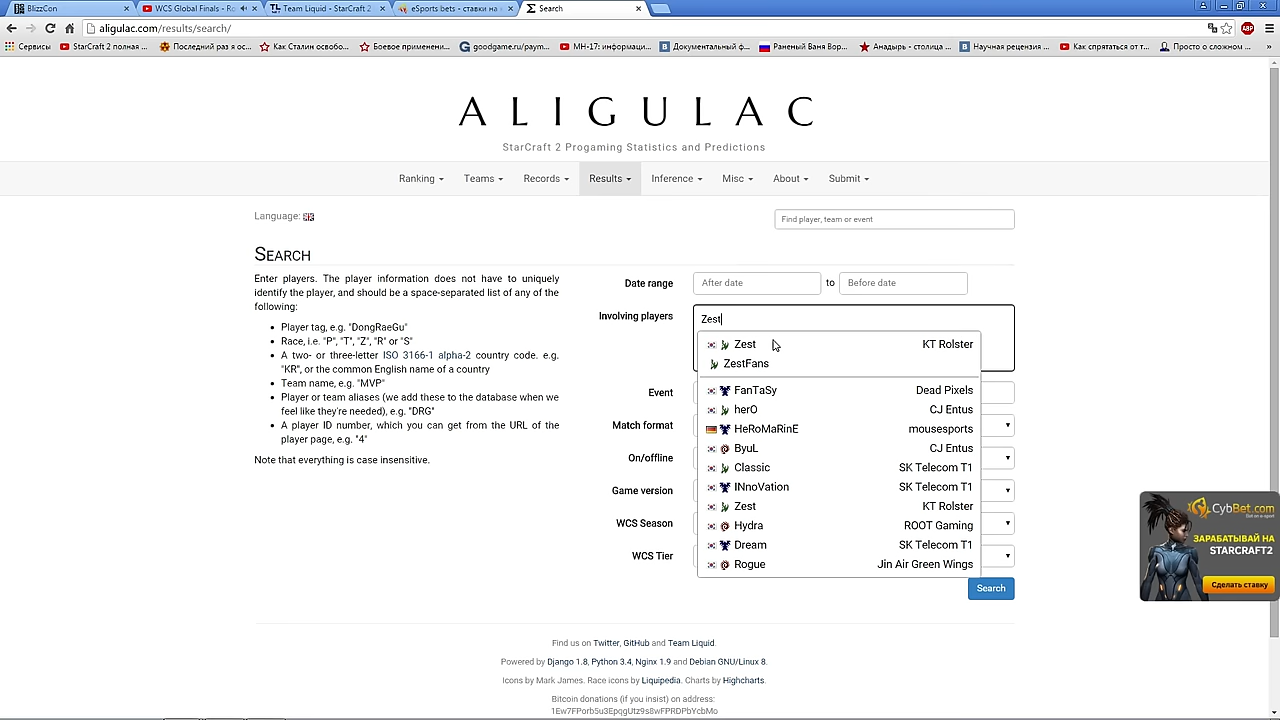 BlizzCon
WCS Global Finals - Ro
Team Liquid - StarCraft 2
eSports bets - ставки на
Search
aligulac.com/results/search/
Сервисы
StarCraft 2 полная ...
Последний раз я ос...
Как Сталин освобо...
Боевое применени...
goodgame.ru/paym...
МН-17: информаци...
Документальный ф...
Раненый Ваня Вор...
Анадырь - столица ...
Научная рецензия ...
Как спрятаться от т...
Просто о сложном ...
»
ALIGULAC
StarCraft 2 Progaming Statistics and Predictions
Ranking
Teams
Records
Results
Inference
Misc
About
Submit
Language:
Find player, team or event
Search
Enter players. The player information does not have to uniquely
identify the player, and should be a space-separated list of any of the
following:
• Player tag, e.g. "DongRaeGu"
• Race, i.e. "P", "T", "Z", "R" or "S"
• A two- or three-letter ISO 3166-1 alpha-2 country code. e.g.
"KR", or the common English name of a country
• Team name, e.g. "MVP"
• Player or team aliases (we add these to the database when we
feel like they're needed), e.g. "DRG"
• A player ID number, which you can get from the URL of the
player page, e.g. "4"
Note that everything is case insensitive.
Date range After date to Before date
Involving players Zest
Zest KT Rolster
ZestFans
FanTaSy Dead Pixels
herO CJ Entus
HeRoMaRinE mousesports
ByuL CJ Entus
Classic SK Telecom T1
INnoVation SK Telecom T1
Zest KT Rolster
Hydra ROOT Gaming
Dream SK Telecom T1
Rogue Jin Air Green Wings
Event
Match format
On/offline
Game version
WCS Season
WCS Tier
Search
CybBet.com
ЗАРАБАТЫВАЙ НА
STARCRAFT2
Сделать ставку
Find us on Twitter, GitHub and Team Liquid.
Powered by Django 1.8, Python 3.4, Nginx 1.9 and Debian GNU/Linux 8.
Icons by Mark James. Race icons by Liquipedia. Charts by Highcharts.
Bitcoin donations (if you insist) on address: